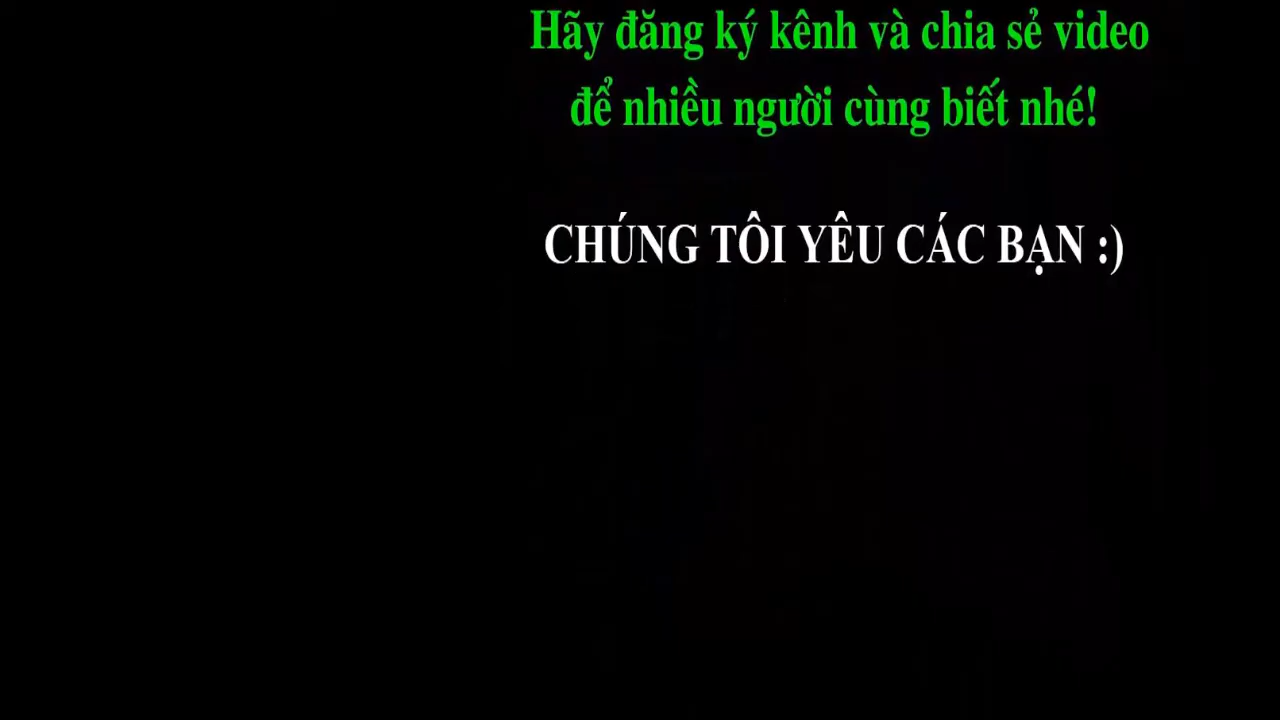 Hãy đăng ký kênh và chia sẻ video
để nhiều người cùng biết nhé!
CHÚNG TÔI YÊU CÁC BẠN :)